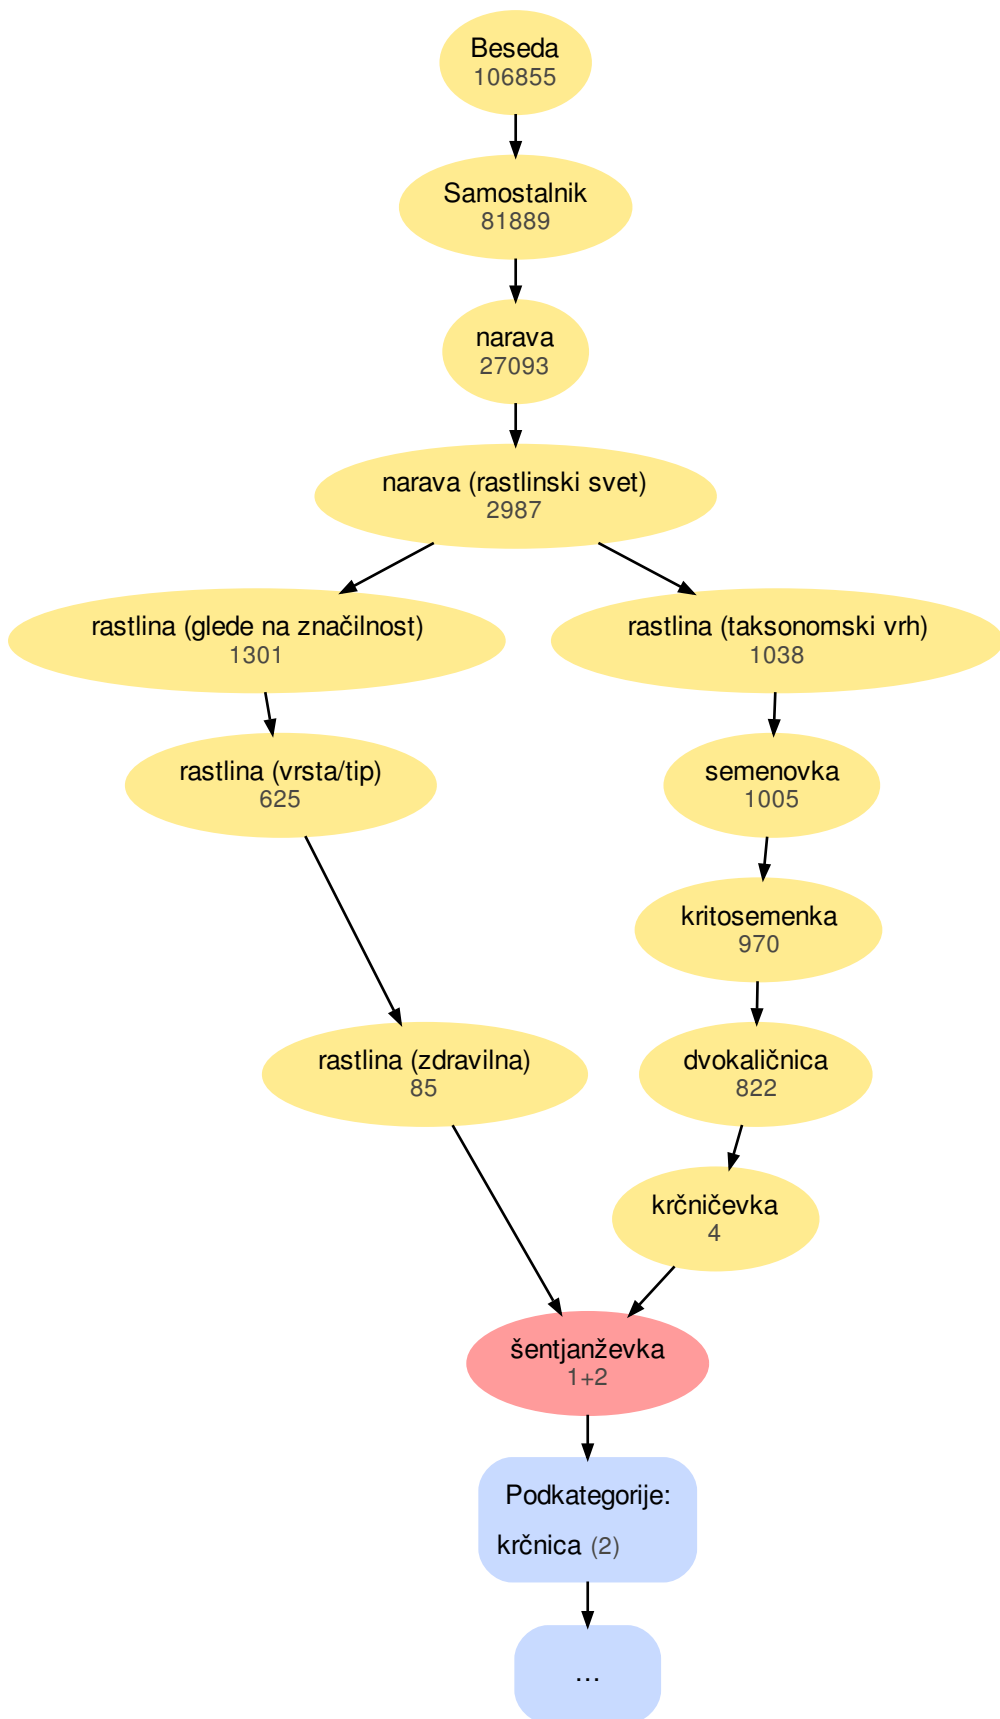 Beseda
106855
Samostalnik
81889
narava
27093
narava (rastlinski svet)
2987
rastlina (glede na značilnost)
1301
rastlina (taksonomski vrh)
1038
rastlina (vrsta/tip)
625
semenovka
1005
kritosemenka
970
rastlina (zdravilna)
85
dvokaličnica
822
krčničevka
4
šentjanževka
1+2
Podkategorije:
krčnica (2)
...